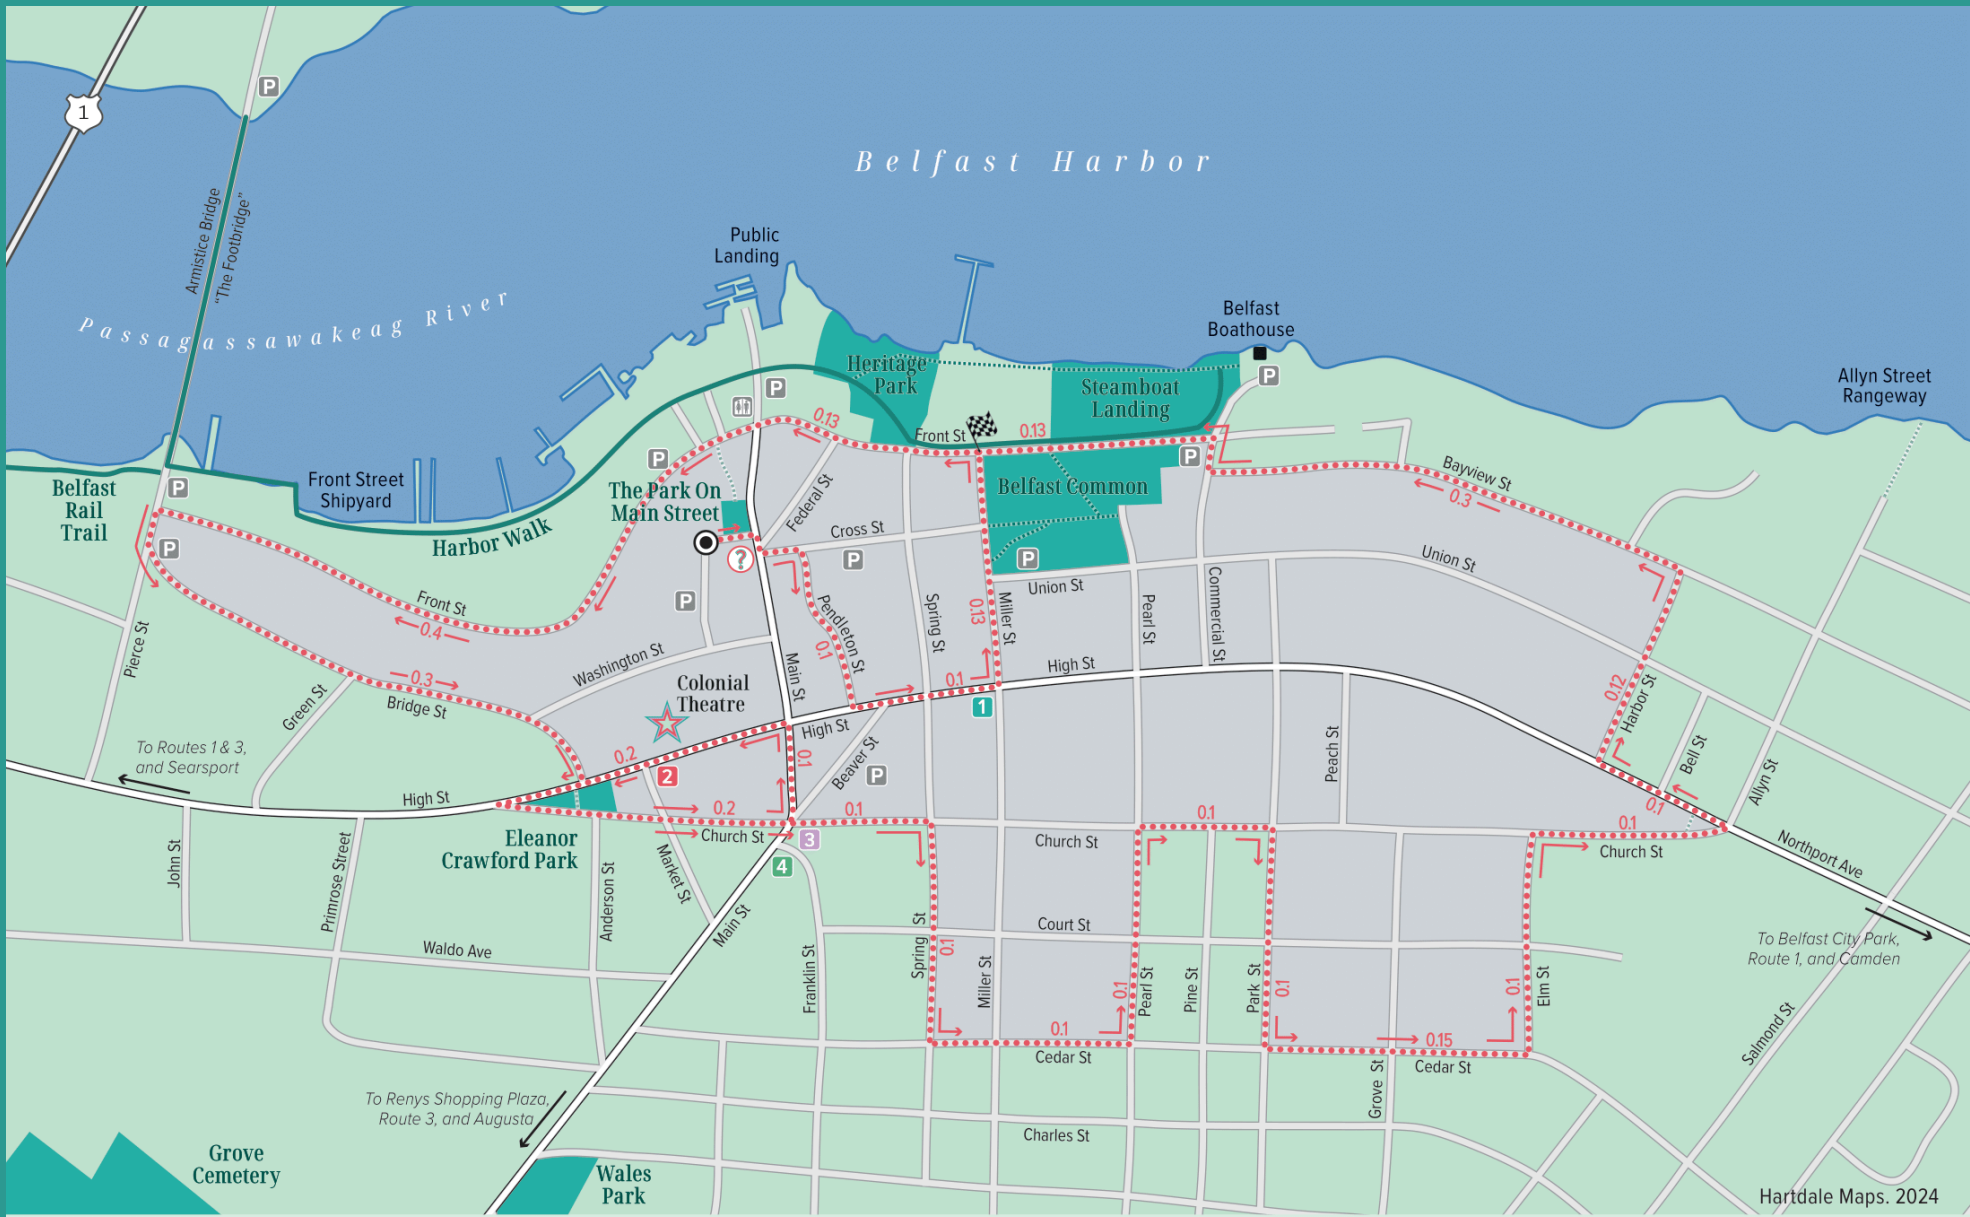 1
P
Armistice Bridge
"The Footbridge"
Belfast Harbor
Passagassawakeag River
Public
Landing
Belfast
Boathouse
Allyn Street
Rangeway
Heritage
Park
Steamboat
Landing
P
P
0.13
Front St
0.13
P
P
Belfast
Rail
Trail
P
Front Street
Shipyard
Harbor Walk
The Park On
Main Street
Belfast Common
Bayview St
0.3
Federal St
Cross St
P
?
P
P
P
Union St
Union St
Front St
0.4
Pierce St
Pendleton St
0.1
Spring St
0.13
Miller St
Pearl St
Commercial St
Washington St
Main St
High St
0.1
0.3
Bridge St
Green St
Colonial
Theatre
1
0.12
Harbor St
To Routes 1 & 3,
and Searsport
High St
0.2
2
0.1
High St
Beaver St
P
Peach St
Bell St
Allyn St
0.1
0.2
Church St
0.1
3
4
0.1
Church St
0.1
Church St
Northport Ave
Eleanor
Crawford Park
John St
Primrose Street
Anderson St
Market St
Main St
Waldo Ave
Franklin St
Spring St
0.1
Court St
Miller St
0.1
Pearl St
Pine St
Park St
0.1
0.1
Elm St
To Belfast City Park,
Route 1, and Camden
0.1
Cedar St
0.15
Cedar St
Grove St
Salmond St
To Renys Shopping Plaza,
Route 3, and Augusta
Charles St
Grove
Cemetery
Wales
Park
Hartdale Maps. 2024